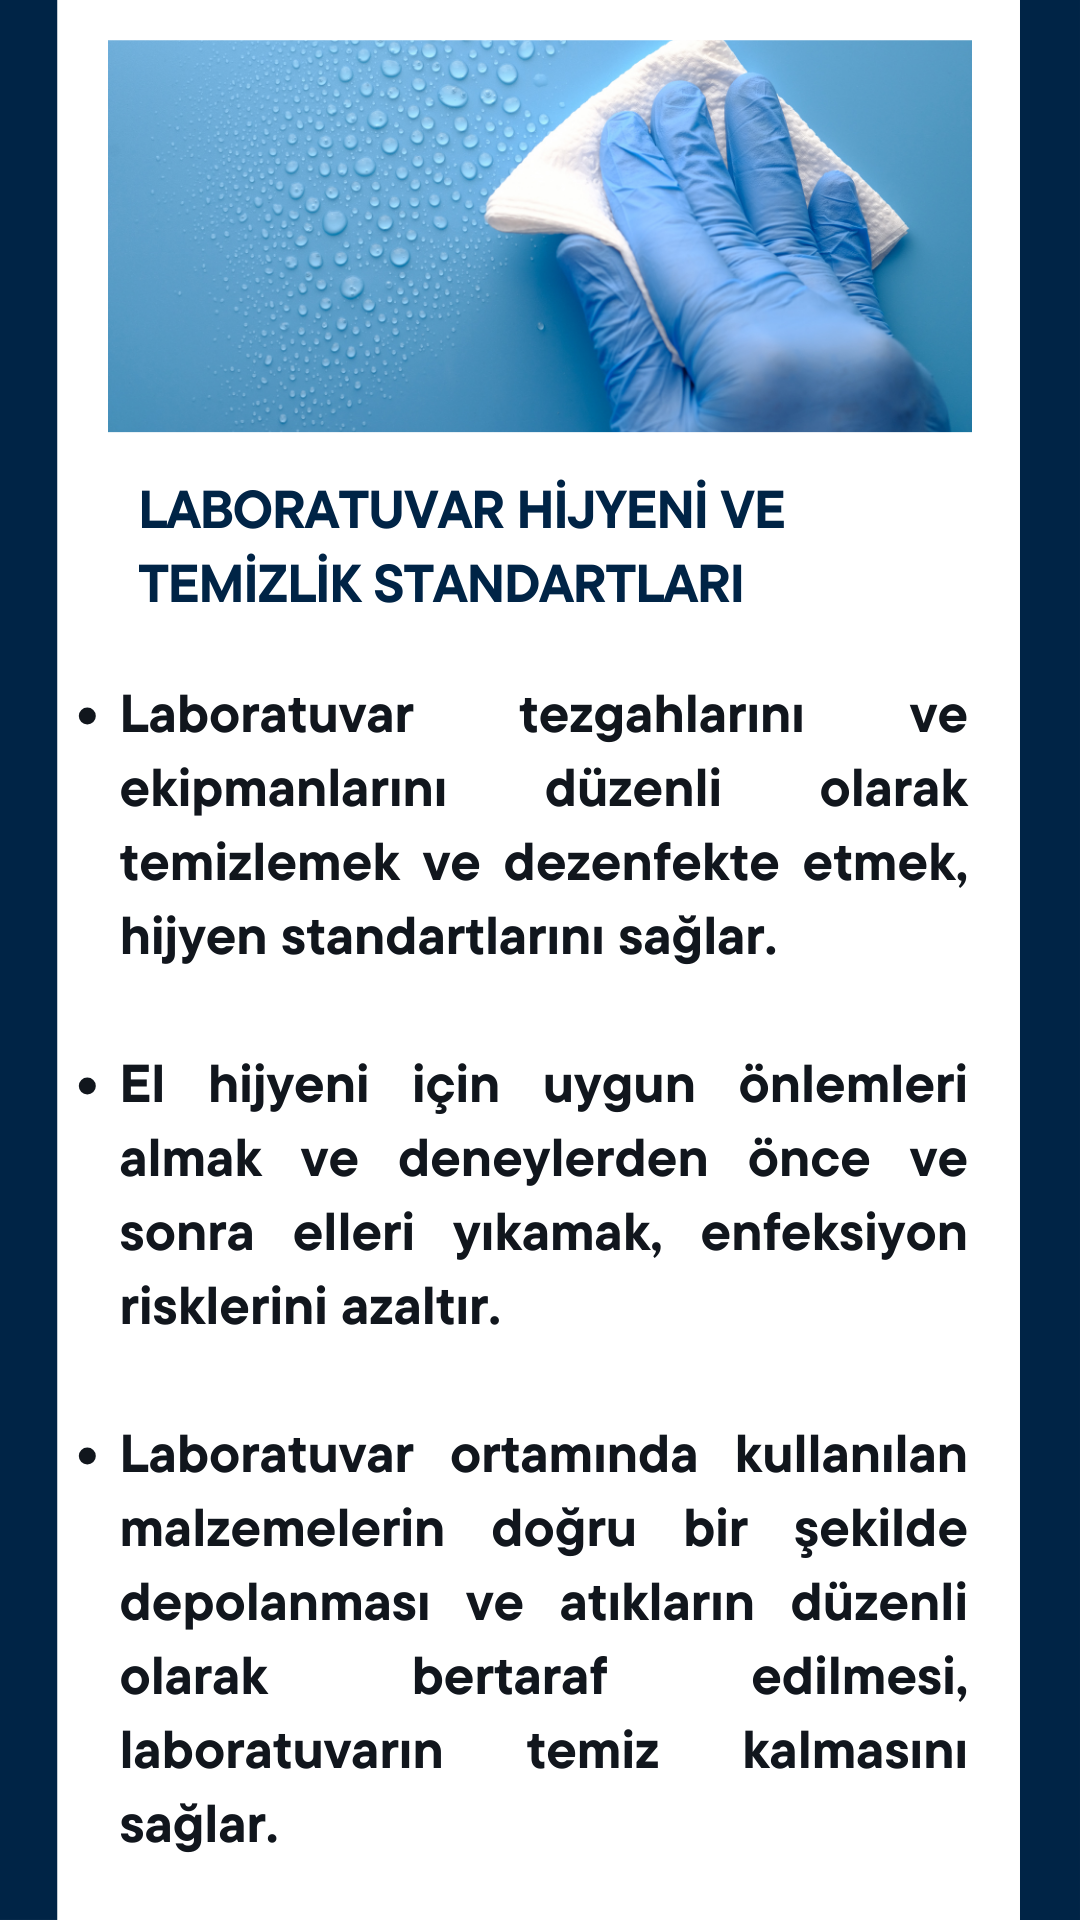 LABORATUVAR HİJYENİ VE
TEMİZLİK STANDARTLARI
• Laboratuvar tezgahlarını ve
ekipmanlarını düzenli olarak
temizlemek ve dezenfekte etmek,
hijyen standartlarını sağlar.
• El hijyeni için uygun önlemleri
almak ve deneylerden önce ve
sonra elleri yıkamak, enfeksiyon
risklerini azaltır.
• Laboratuvar ortamında kullanılan
malzemelerin doğru bir şekilde
depolanması ve atıkların düzenli
olarak bertaraf edilmesi,
laboratuvarın temiz kalmasını
sağlar.